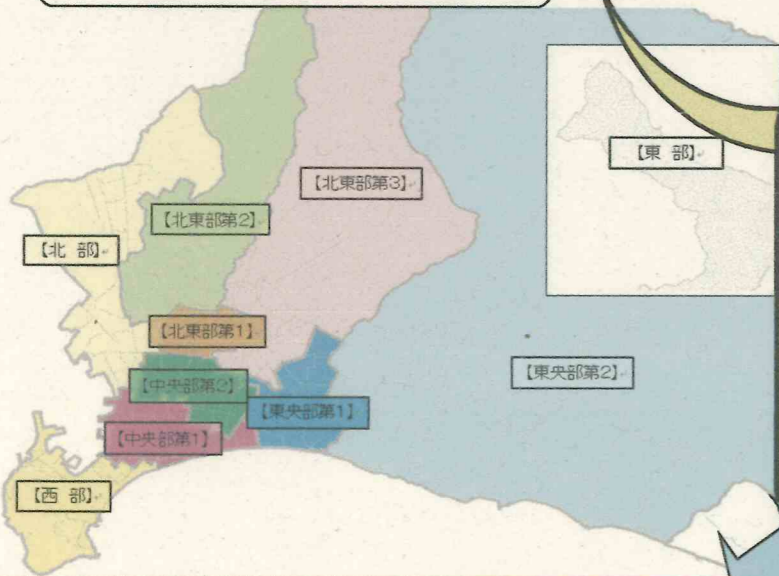 【東 部】
【北東部第3】
【北東部第2】
【北 部】
【北東部第1】
【東央部第2】
【中央部第2】
【東央部第1】
【中央部第1】
【西 部】